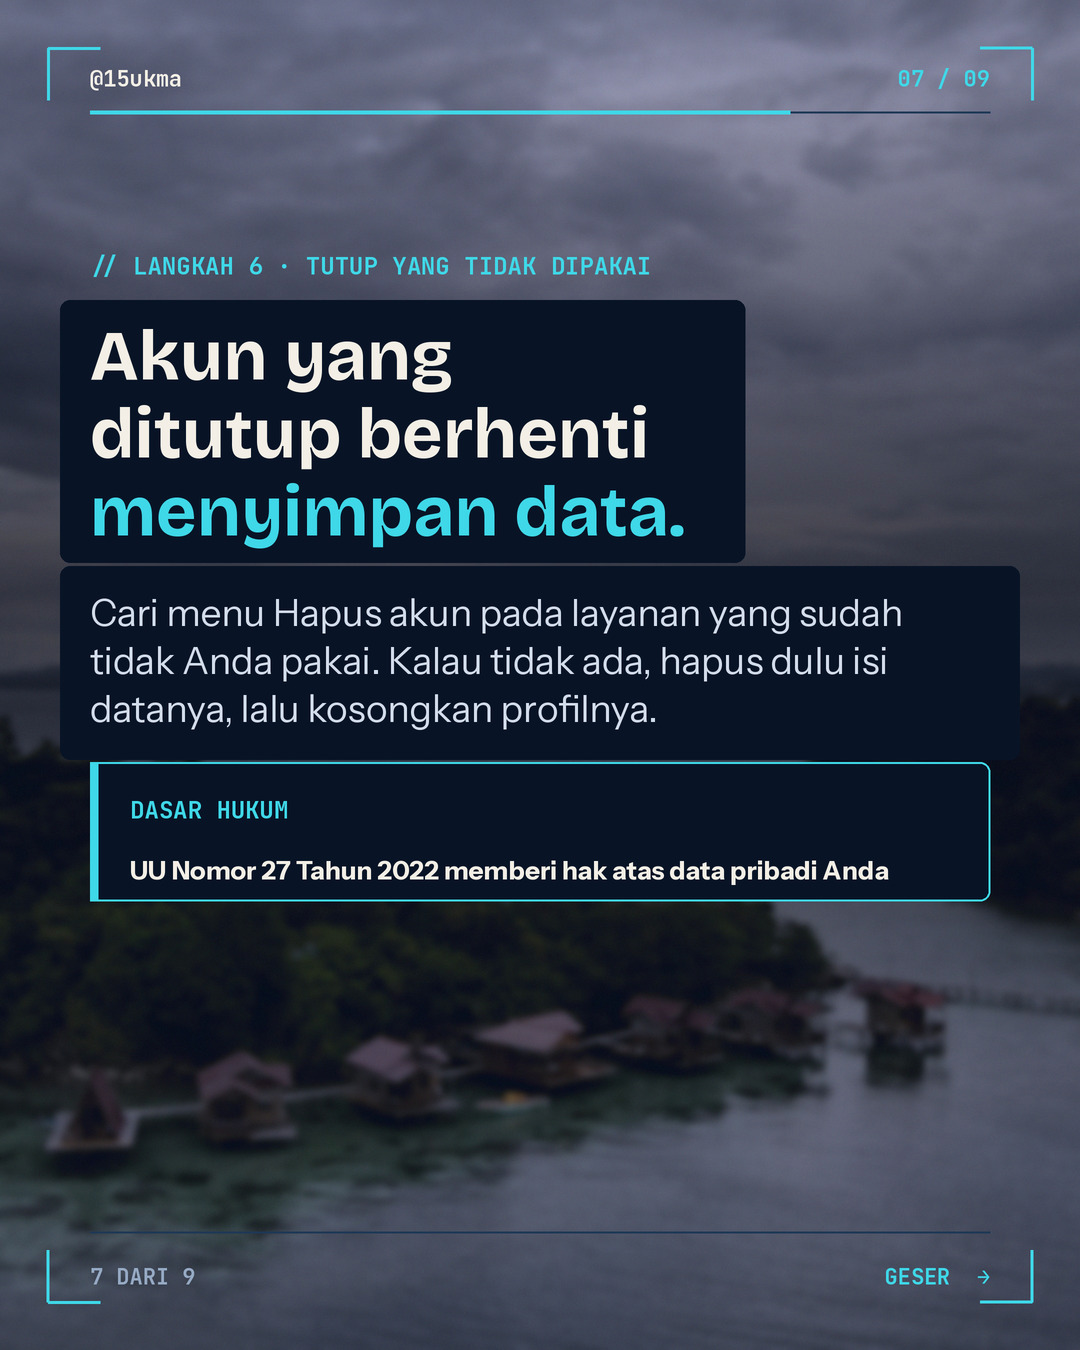 @15ukma
07 / 09
// LANGKAH 6 · TUTUP YANG TIDAK DIPAKAI
Akun yang
ditutup berhenti
menyimpan data.
Cari menu Hapus akun pada layanan yang sudah
tidak Anda pakai. Kalau tidak ada, hapus dulu isi
datanya, lalu kosongkan profilnya.
DASAR HUKUM
UU Nomor 27 Tahun 2022 memberi hak atas data pribadi Anda
7 DARI 9
GESER →